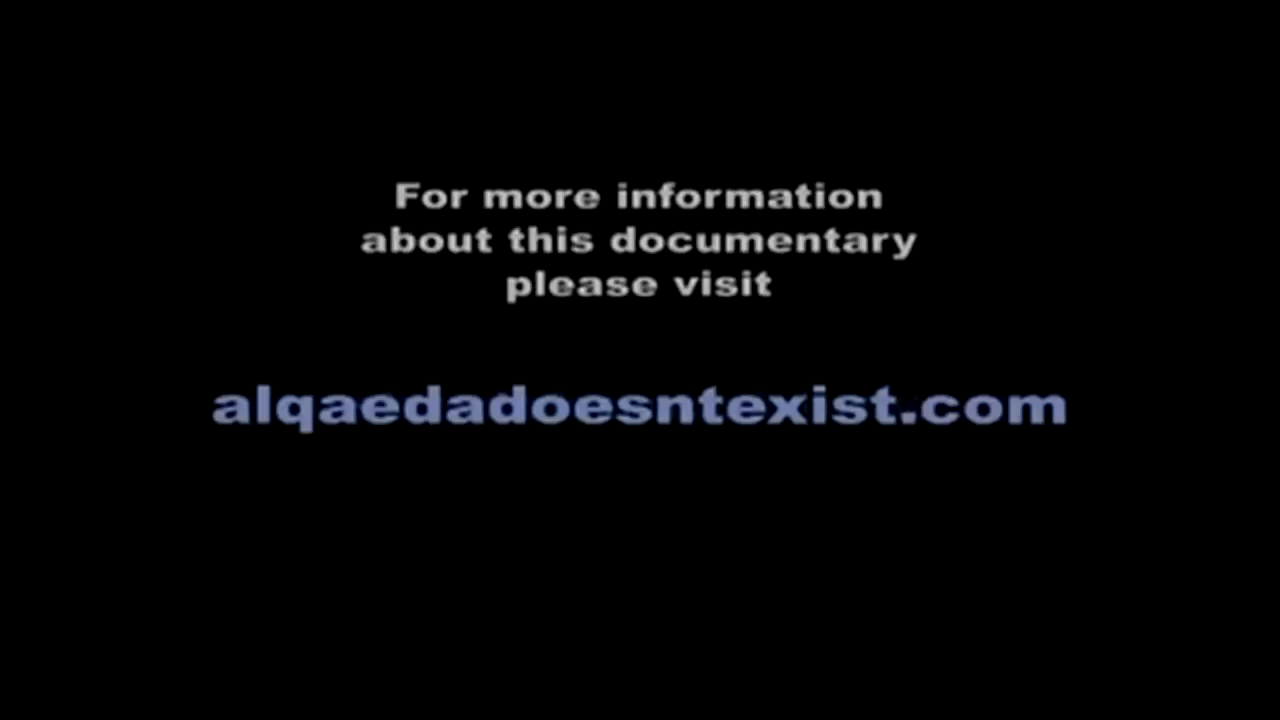 For more information
about this documentary
please visit
alqaedadoesntexist.com